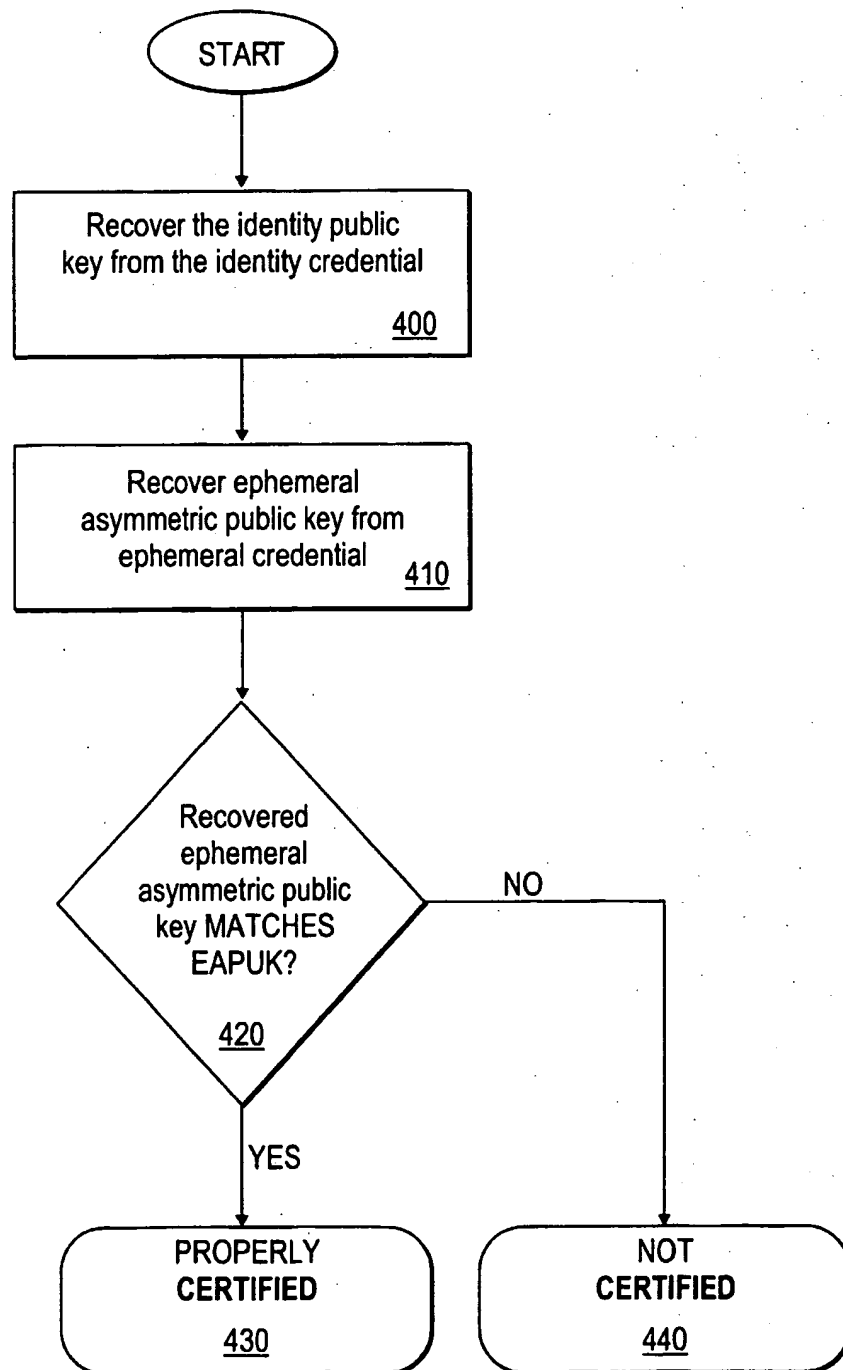 START
Recover the identity public
key from the identity credential
400
Recover ephemeral
asymmetric public key from
ephemeral credential
410
Recovered
ephemeral
asymmetric public
key MATCHES
EAPUK?
420
NO
YES
PROPERLY
CERTIFIED
430
NOT
CERTIFIED
440